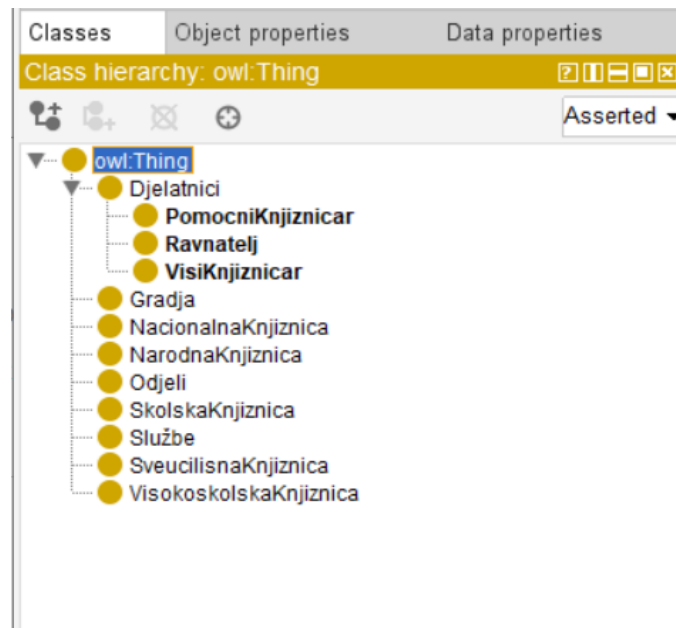 Classes Object properties Data properties
Class hierarchy: owl:Thing
Asserted
owl:Thing
Djelatnici
PomocniKnjiznicar
Ravnatelj
VisiKnjiznicar
Gradja
NacionalnaKnjiznica
NarodnaKnjiznica
Odjeli
SkolskaKnjiznica
Službe
SveucilisnaKnjiznica
VisokoskolskaKnjiznica